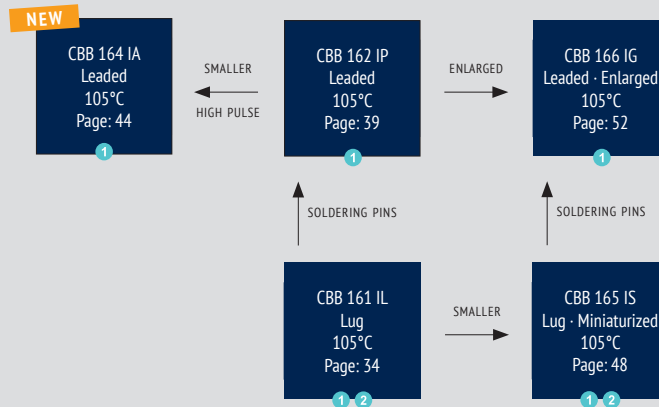 NEW
CBB 164 IA
Leaded
105°C
Page: 44
1
SMALLER
HIGH PULSE
CBB 162 IP
Leaded
105°C
Page: 39
1
ENLARGED
CBB 166 IG
Leaded · Enlarged
105°C
Page: 52
1
SOLDERING PINS
SOLDERING PINS
CBB 161 IL
Lug
105°C
Page: 34
1 2
SMALLER
CBB 165 IS
Lug · Miniaturized
105°C
Page: 48
1 2